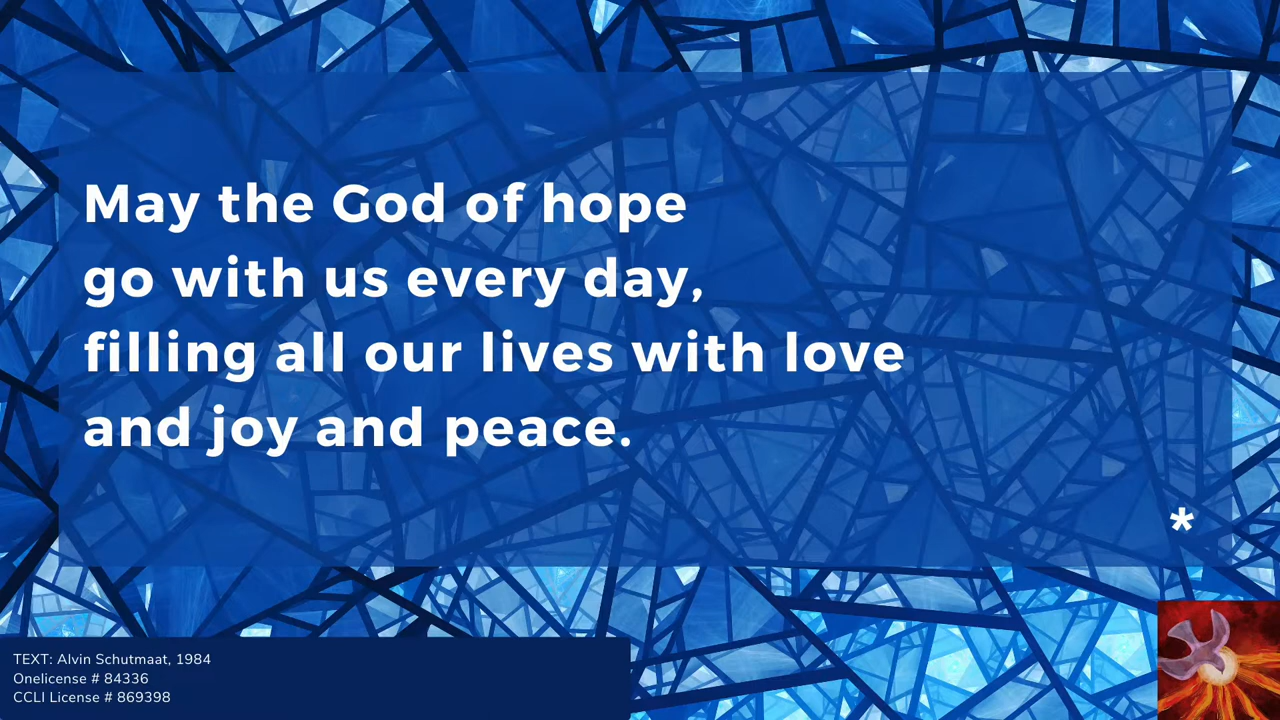 May the God of hope
go with us every day,
filling all our lives with love
and joy and peace.
*
TEXT: Alvin Schutmaat, 1984
Onelicense # 84336
CCLI License # 869398